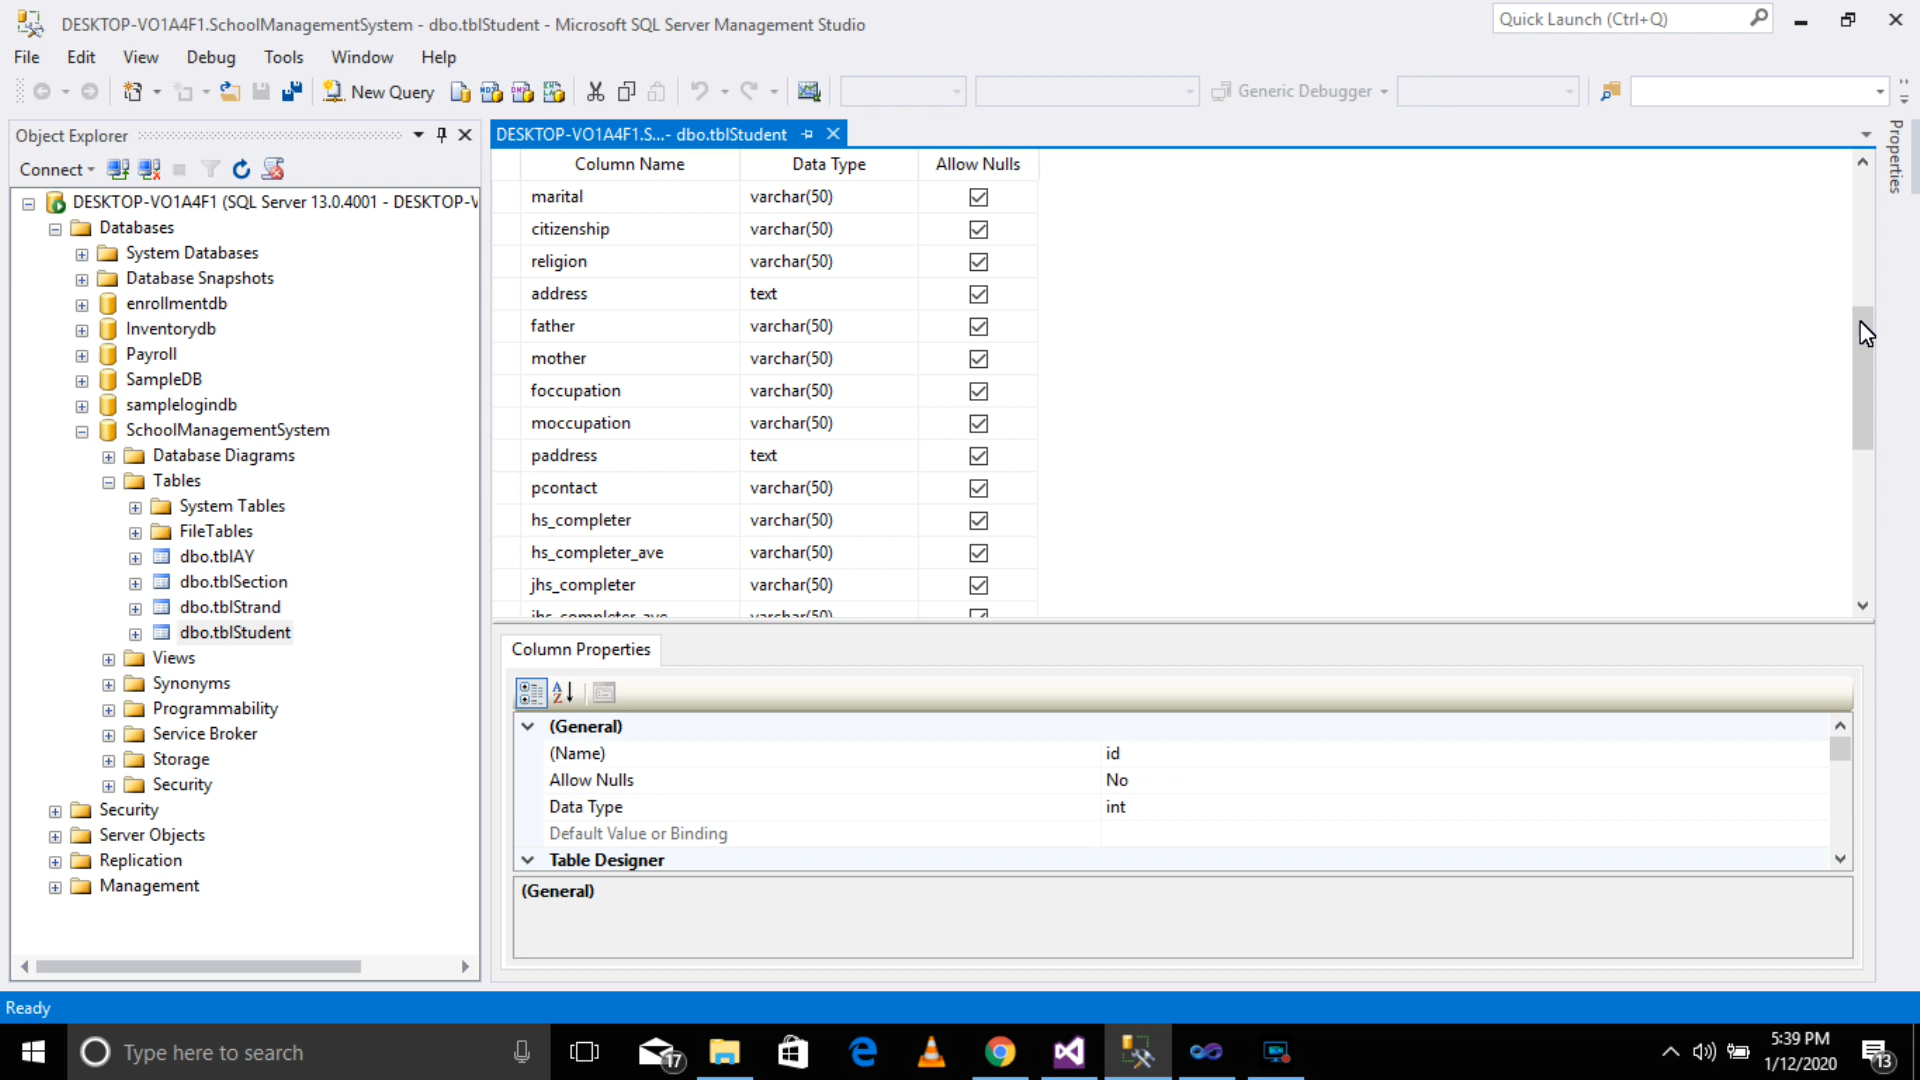 DESKTOP-VO1A4F1.SchoolManagementSystem - dbo.tblStudent - Microsoft SQL Server Management Studio
Quick Launch (Ctrl+Q)
File Edit View Debug Tools Window Help
New Query
Generic Debugger
Object Explorer
Connect
DESKTOP-VO1A4F1 (SQL Server 13.0.4001 - DESKTOP-V
Databases
System Databases
Database Snapshots
enrollmentdb
Inventorydb
Payroll
SampleDB
samplelogindb
SchoolManagementSystem
Database Diagrams
Tables
System Tables
FileTables
dbo.tblAY
dbo.tblSection
dbo.tblStrand
dbo.tblStudent
Views
Synonyms
Programmability
Service Broker
Storage
Security
Security
Server Objects
Replication
Management
DESKTOP-VO1A4F1.S...- dbo.tblStudent
Column Name Data Type Allow Nulls
marital varchar(50)
citizenship varchar(50)
religion varchar(50)
address text
father varchar(50)
mother varchar(50)
foccupation varchar(50)
moccupation varchar(50)
paddress text
pcontact varchar(50)
hs_completer varchar(50)
hs_completer_ave varchar(50)
jhs_completer varchar(50)
jhs_completer_ave varchar(50)
Column Properties
(General)
(Name) id
Allow Nulls No
Data Type int
Default Value or Binding
Table Designer
(General)
Properties
Ready
Type here to search
17
5:39 PM
1/12/2020
13